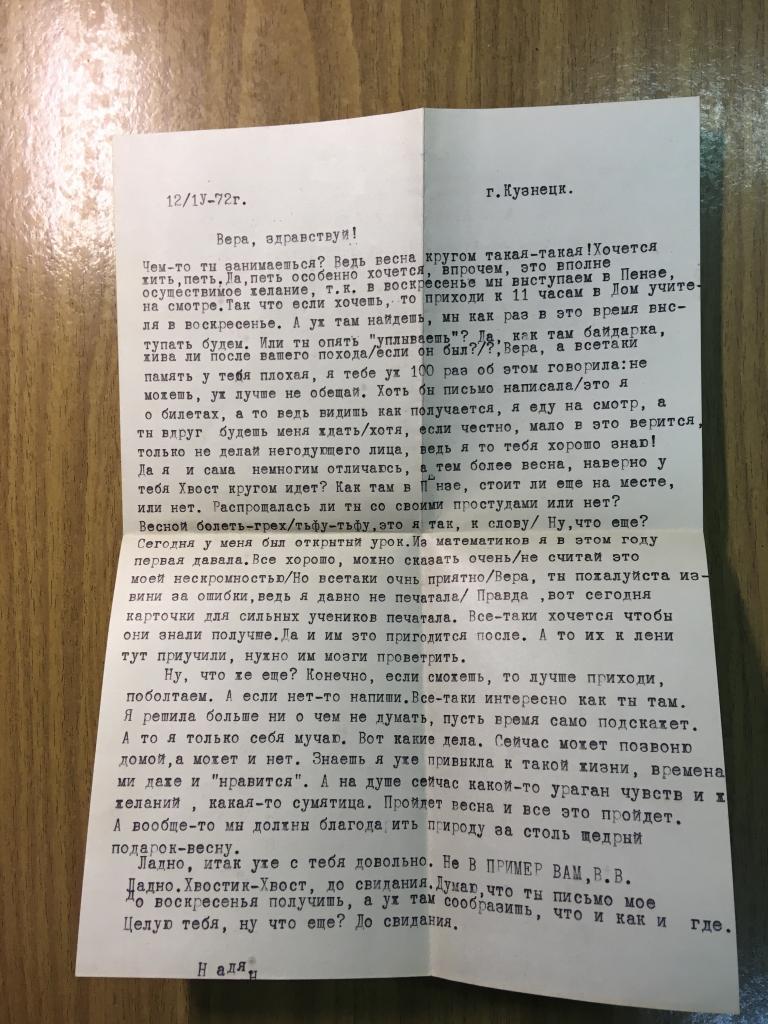 12/1У-72г.
г.Кузнецк.
Вера, здравствуй!
Чем-то ты занимаешься? Ведь весна кругом такая-такая!Хочется
жить,петь.Да,петь особенно хочется, впрочем, это вполне
осуществимое желание, т.к. в воскресенье мы выступаем в Пензе,
на смотре.Так что если хочешь, то приходи к 11 часам в Дом учите-
ля в воскресенье. А уж там найдешь, мы как раз в это время выс-
тупать будем. Или ты опять "уплываешь"? Да, как там байдарка,
жива ли после вашего похода/если он был?/?,Вера, а всетаки
память у тебя плохая, я тебе уж 100 раз об этом говорила:не
можешь, уж лучше не обещай. Хоть бы письмо написала/это я
о билетах, а то ведь видишь как получается, я еду на смотр, а
ты вдруг будешь меня ждать/хотя, если честно, мало в это верится,
только не делай негодующего лица, ведь я то тебя хорошо знаю!
Да я и сама немногим отличаюсь, а тем более весна, наверно у
тебя Хвост кругом идет? Как там в Пензе, стоит ли еще на месте,
или нет. Распрощалась ли ты со своими простудами или нет?
Весной болеть-грех/тьфу-тьфу,это я так, к слову/ Ну,что еще?
Сегодня у меня был открытый урок.Из математиков я в этом году
первая давала.Все хорошо, можно сказать очень/не считай это
моей нескромностью/Но всетаки очнь приятно/Вера, ты пожалуйста из-
вини за ошибки,ведь я давно не печатала/ Правда ,вот сегодня
карточки для сильных учеников печатала. Все-таки хочется чтобы
они знали получше.Да и им это пригодится после. А то их к лени
тут приучили, нужно им мозги проветрить.
Ну, что же еще? Конечно, если сможешь, то лучше приходи,
поболтаем. А если нет-то напиши.Все-таки интересно как ты там.
Я решила больше ни о чем не думать, пусть время само подскажет.
А то я только себя мучаю. Вот какие дела. Сейчас может позвоню
домой,а может и нет. Знаешь я уже привыкла к такой жизни, времена
ми даже и "нравится". А на душе сейчас какой-то ураган чувств и ж
желаний , какая-то сумятица. Пройдет весна и все это пройдет.
А вообще-то мы должны благодарить природу за столь щедрый
подарок-весну.
Ладно, итак уже с тебя довольно. Не В ПРИМЕР ВАМ,В.В.
Ладно.Хвостик-Хвост, до свидания.Думаю,что ты письмо мое
до воскресенья получишь, а уж там сообразишь, что и как и где.
Целую тебя, ну что еще? До свидания.
Надя